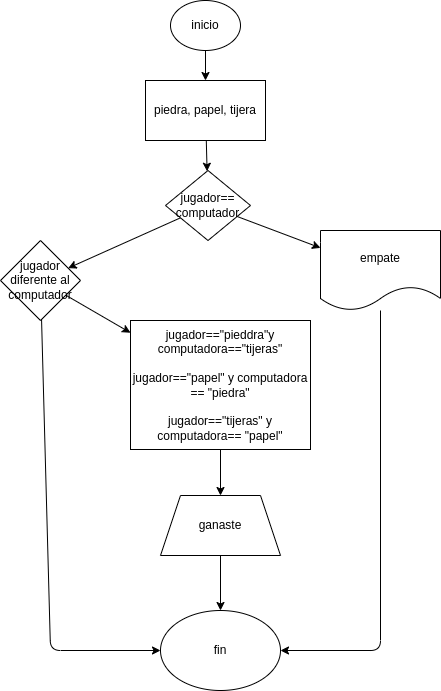 inicio
piedra, papel, tijera
jugador==
computador
empate
jugador
diferente al
computador
jugador=="pieddra"y
computadora=="tijeras"
jugador=="papel" y computadora
== "piedra"
jugador=="tijeras" y
computadora== "papel"
ganaste
fin